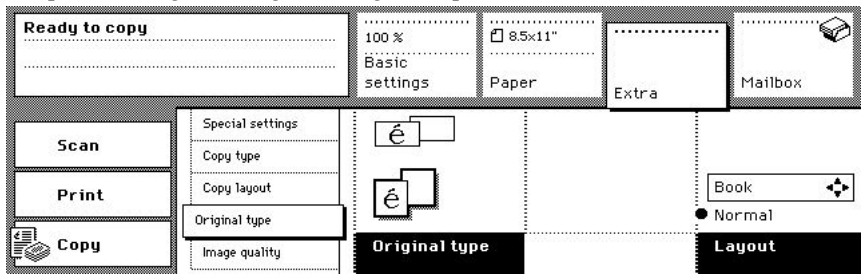 Ready to copy
100 %
Basic
settings
8.5x11"
Paper
Extra
Mailbox
Scan
Print
Copy
Special settings
Copy type
Copy layout
Original type
Image quality
é
é
Original type
Book
Normal
Layout